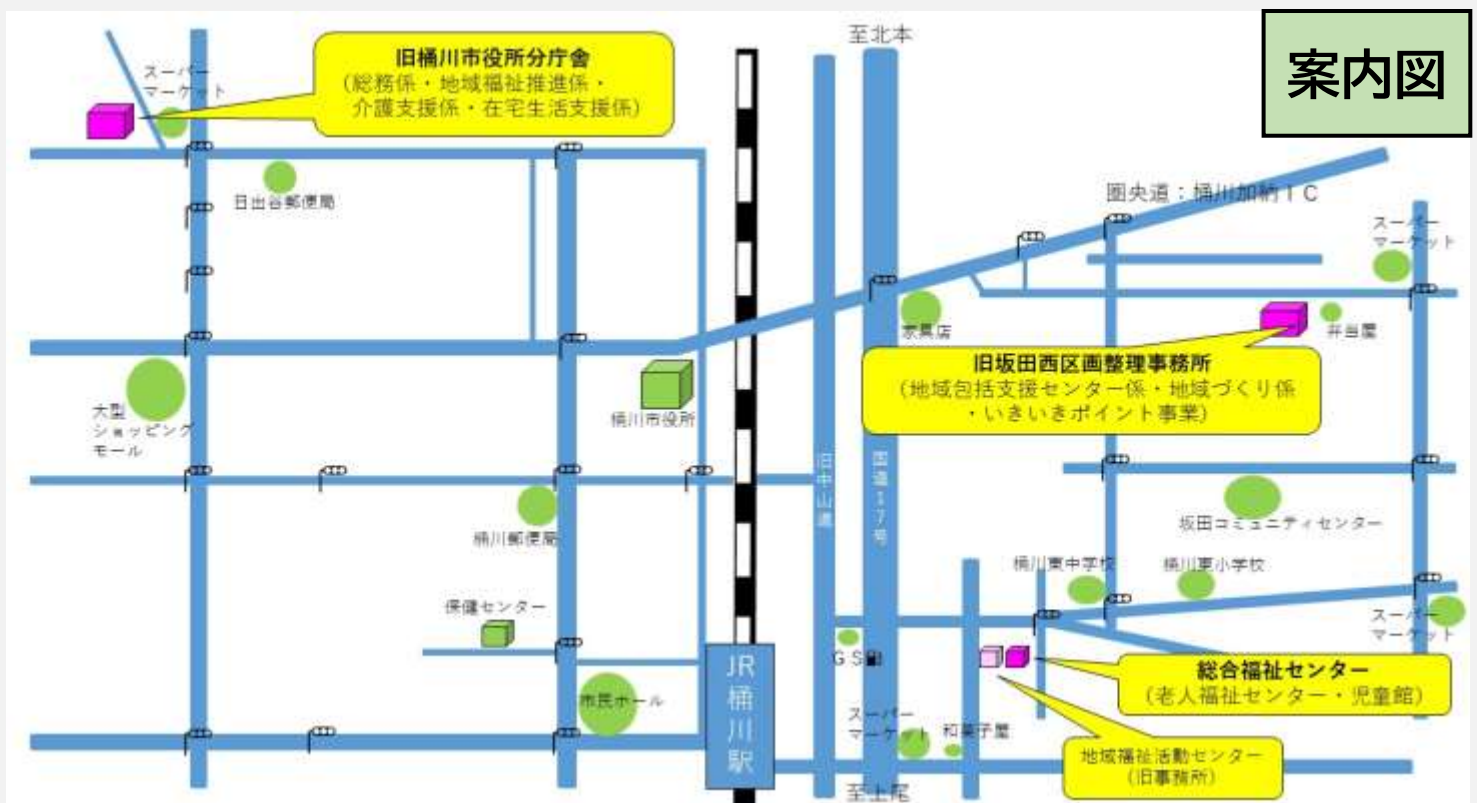 案内図
至北本
旧桶川市役所分庁舎
(総務係・地域福祉推進係・
介護支援係・在宅生活支援係)
スーパー
マーケット
日出谷郵便局
圏央道：桶川加納IC
スーパー
マーケット
家具店
弁当屋
旧坂田西区画整理事務所
(地域包括支援センター係・地域づくり係
・いきいきポイント事業)
大型
ショッピング
モール
桶川市役所
旧中山道
国道17号
坂田コミュニティセンター
桶川郵便局
桶川東中学校
桶川東小学校
保健センター
スーパー
マーケット
GS
JR
桶川駅
総合福祉センター
(老人福祉センター・児童館)
市民ホール
スーパー
マーケット
和菓子屋
地域福祉活動センター
(旧事務所)
至上尾